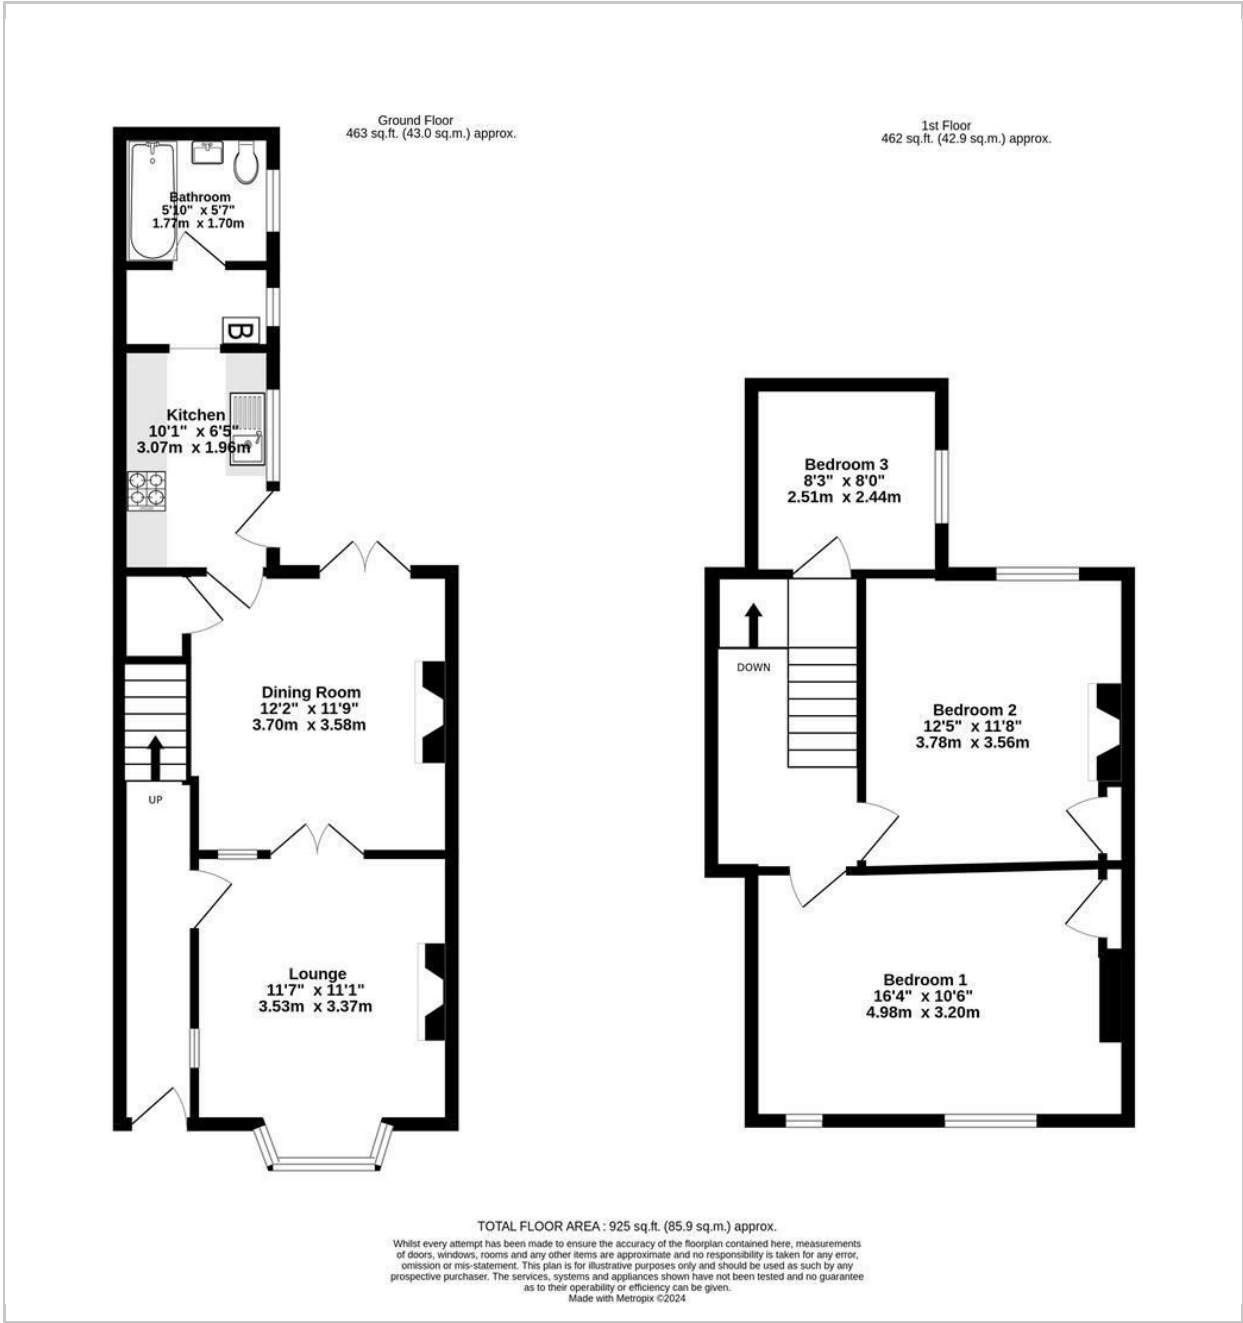 Ground Floor
463 sq.ft. (43.0 sq.m.) approx.
1st Floor
462 sq.ft. (42.9 sq.m.) approx.
Bathroom
5'10" x 5'7"
1.77m x 1.70m
B
Kitchen
10'1" x 6'5"
3.07m x 1.96m
Dining Room
12'2" x 11'9"
3.70m x 3.58m
UP
Lounge
11'7" x 11'1"
3.53m x 3.37m
Bedroom 3
8'3" x 8'0"
2.51m x 2.44m
DOWN
Bedroom 2
12'5" x 11'8"
3.78m x 3.56m
Bedroom 1
16'4" x 10'6"
4.98m x 3.20m
TOTAL FLOOR AREA : 925 sq.ft. (85.9 sq.m.) approx.
Whilst every attempt has been made to ensure the accuracy of the floorplan contained here, measurements
of doors, windows, rooms and any other items are approximate and no responsibility is taken for any error,
omission or mis-statement. This plan is for illustrative purposes only and should be used as such by any
prospective purchaser. The services, systems and appliances shown have not been tested and no guarantee
as to their operability or efficiency can be given.
Made with Metropix ©2024